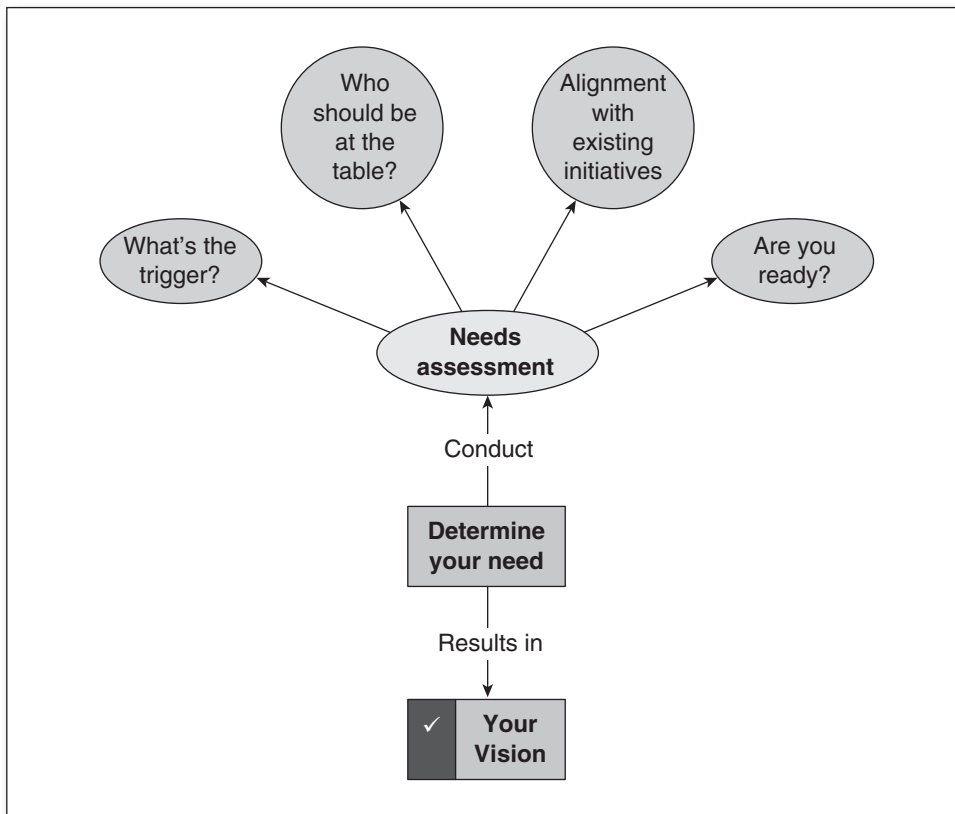 Who
should be
at the
table?
Alignment
with
existing
initiatives
What's the
trigger?
Are you
ready?
Needs
assessment
Conduct
Determine
your need
Results in
✓
Your
Vision